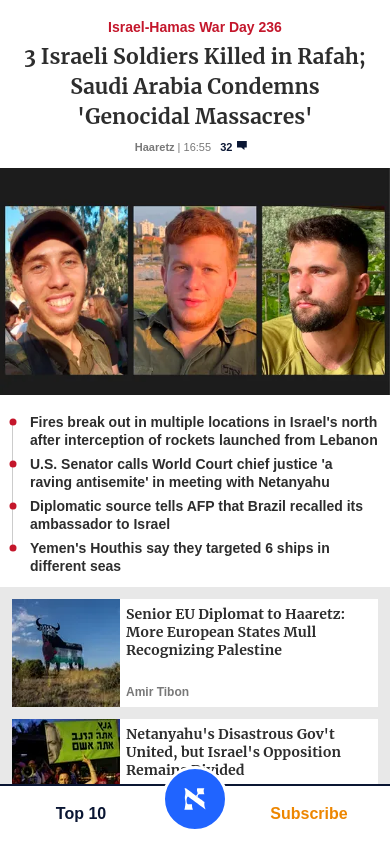 Israel-Hamas War Day 236
3 Israeli Soldiers Killed in Rafah;
Saudi Arabia Condemns
'Genocidal Massacres'
Haaretz | 16:55 32
Fires break out in multiple locations in Israel's north
after interception of rockets launched from Lebanon
U.S. Senator calls World Court chief justice 'a
raving antisemite' in meeting with Netanyahu
Diplomatic source tells AFP that Brazil recalled its
ambassador to Israel
Yemen's Houthis say they targeted 6 ships in
different seas
Senior EU Diplomat to Haaretz:
More European States Mull
Recognizing Palestine
Amir Tibon
אתה הראש
אתה אשם
Netanyahu's Disastrous Gov't
United, but Israel's Opposition
Remains Divided
Top 10
Subscribe